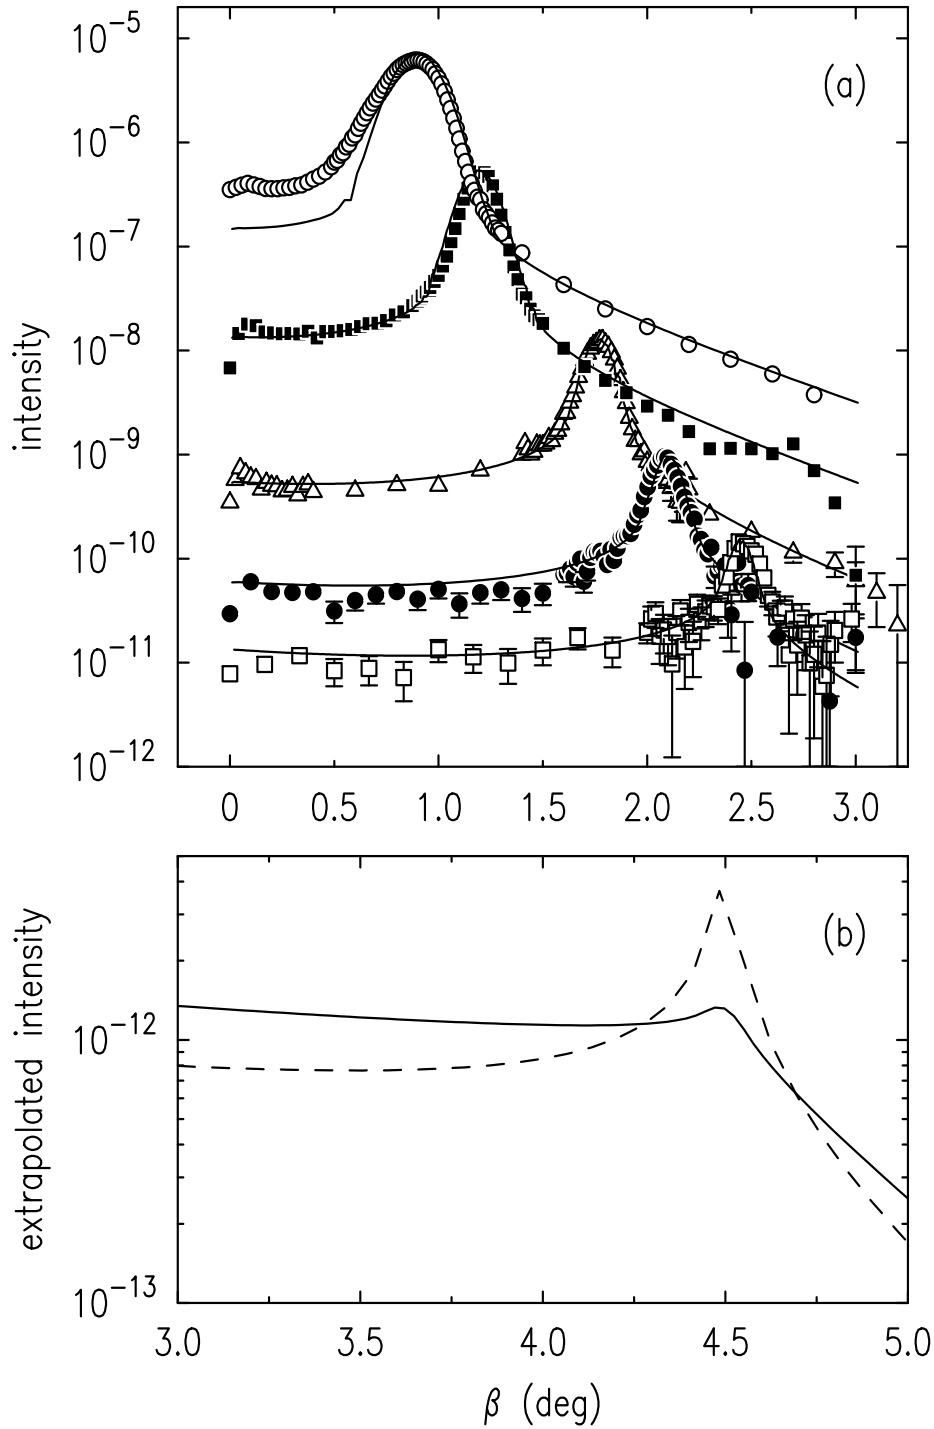 (a)
intensity
10⁻⁵
10⁻⁶
10⁻⁷
10⁻⁸
10⁻⁹
10⁻¹⁰
10⁻¹¹
10⁻¹²
0 0.5 1.0 1.5 2.0 2.5 3.0
(b)
extrapolated intensity
10⁻¹²
10⁻¹³
3.0 3.5 4.0 4.5 5.0
β (deg)